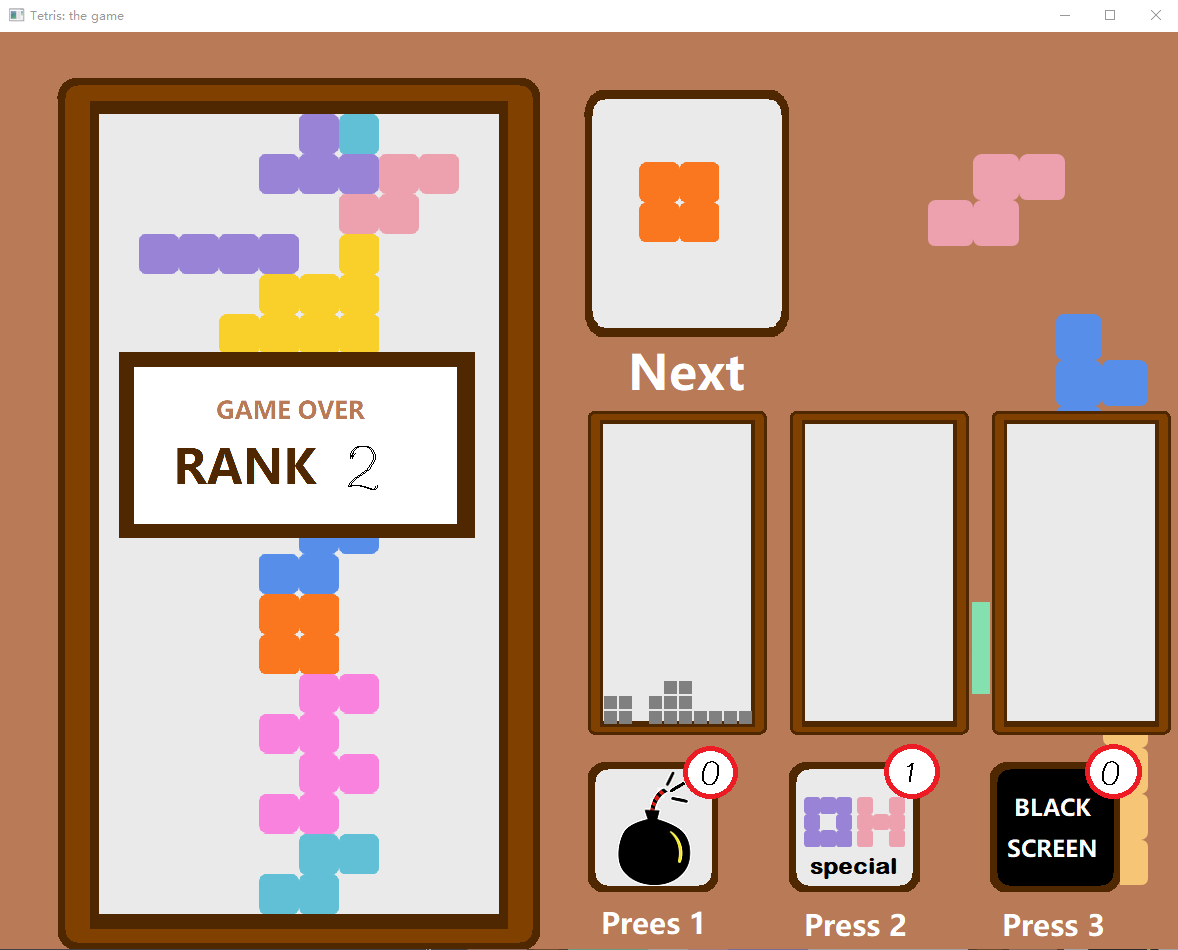 Tetris: the game
GAME OVER
RANK 2
Next
0
1
0
special
BLACK
SCREEN
Prees 1
Press 2
Press 3